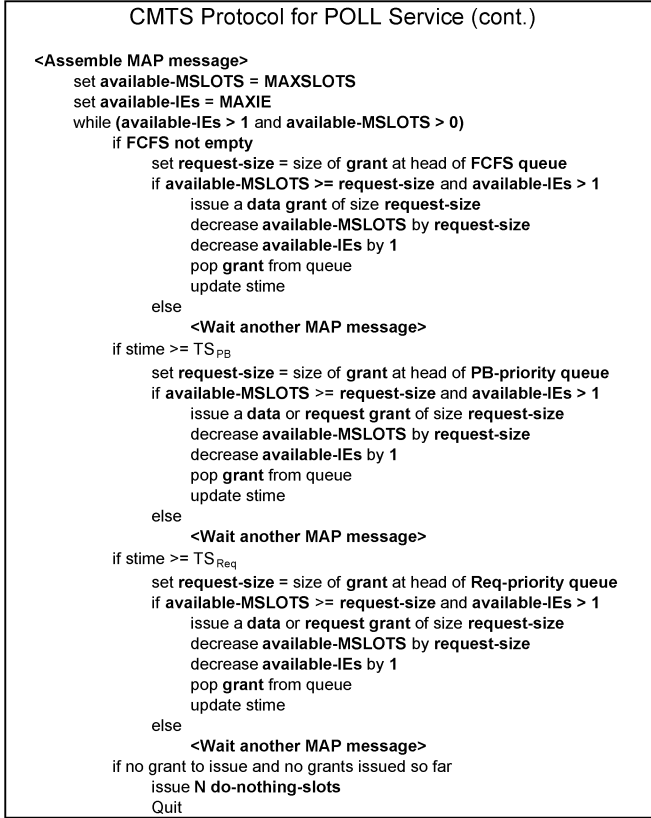 CMTS Protocol for POLL Service (cont.)
<Assemble MAP message>
set available-MSLOTS = MAXSLOTS
set available-IEs = MAXIE
while (available-IEs > 1 and available-MSLOTS > 0)
if FCFS not empty
set request-size = size of grant at head of FCFS queue
if available-MSLOTS >= request-size and available-IEs > 1
issue a data grant of size request-size
decrease available-MSLOTS by request-size
decrease available-IEs by 1
pop grant from queue
update stime
else
<Wait another MAP message>
if stime >= TS PB
set request-size = size of grant at head of PB-priority queue
if available-MSLOTS >= request-size and available-IEs > 1
issue a data or request grant of size request-size
decrease available-MSLOTS by request-size
decrease available-IEs by 1
pop grant from queue
update stime
else
<Wait another MAP message>
if stime >= TS Req
set request-size = size of grant at head of Req-priority queue
if available-MSLOTS >= request-size and available-IEs > 1
issue a data or request grant of size request-size
decrease available-MSLOTS by request-size
decrease available-IEs by 1
pop grant from queue
update stime
else
<Wait another MAP message>
if no grant to issue and no grants issued so far
issue N do-nothing-slots
Quit